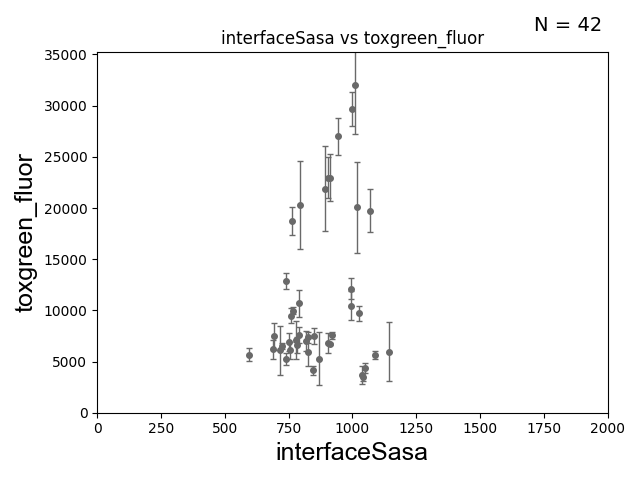 N = 42
interfaceSasa vs toxgreen_fluor
35000
30000
25000
20000
15000
10000
5000
0
toxgreen_fluor
0 250 500 750 1000 1250 1500 1750 2000
interfaceSasa